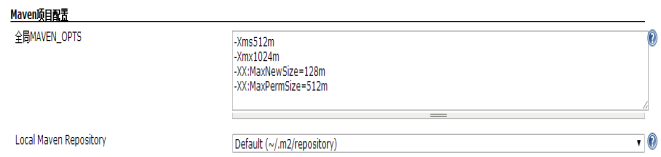 Maven项目配置
全局MAVEN_OPTS
-Xms512m
-Xmx1024m
-XX:MaxNewSize=128m
-XX:MaxPermSize=512m
Local Maven Repository
Default (~/.m2/repository)